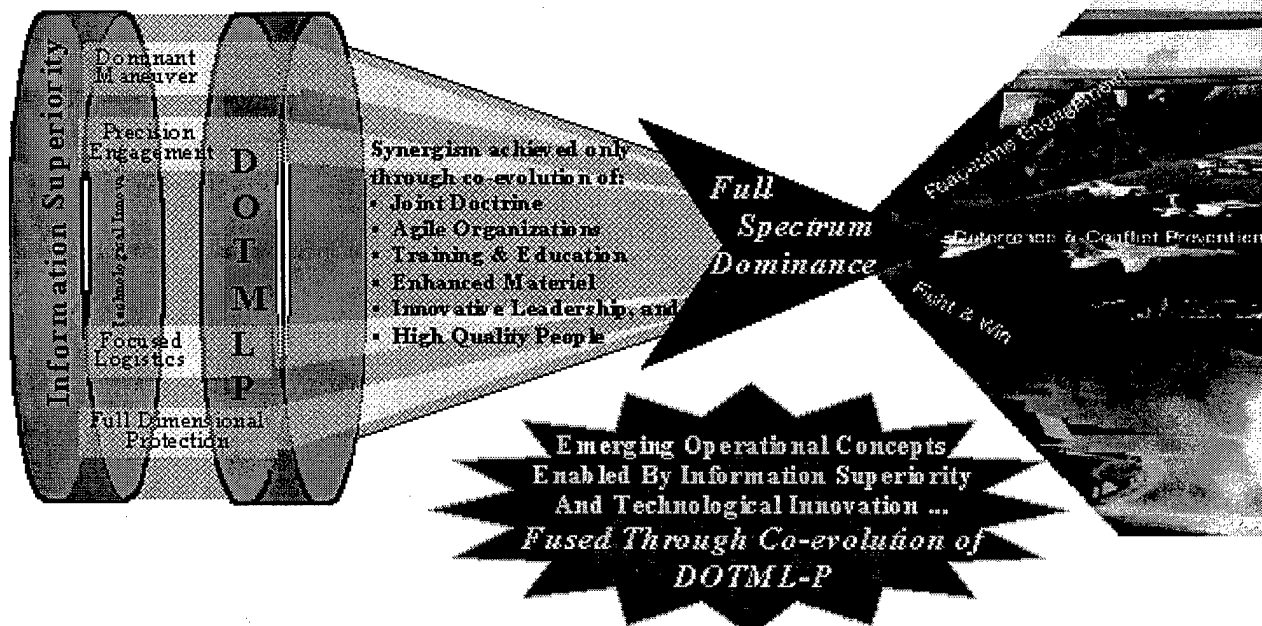 Information Superiority
Dominant
Maneuver
Precision
Engagement
Technological Innova
Focused
Logistics
Full Dimensional
Protection
D
O
T
M
L
P
Synergism achieved only
through co-evolution of:
• Joint Doctrine
• Agile Organizations
• Training & Education
• Enhanced Materiel
• Innovative Leadership, and
• High Quality People
Full
Spectrum
Dominance
Peacetime Engagement
Deterrence & Conflict Prevention
Fight & Win
Emerging Operational Concepts
Enabled By Information Superiority
And Technological Innovation ...
Fused Through Co-evolution of
DOTML-P